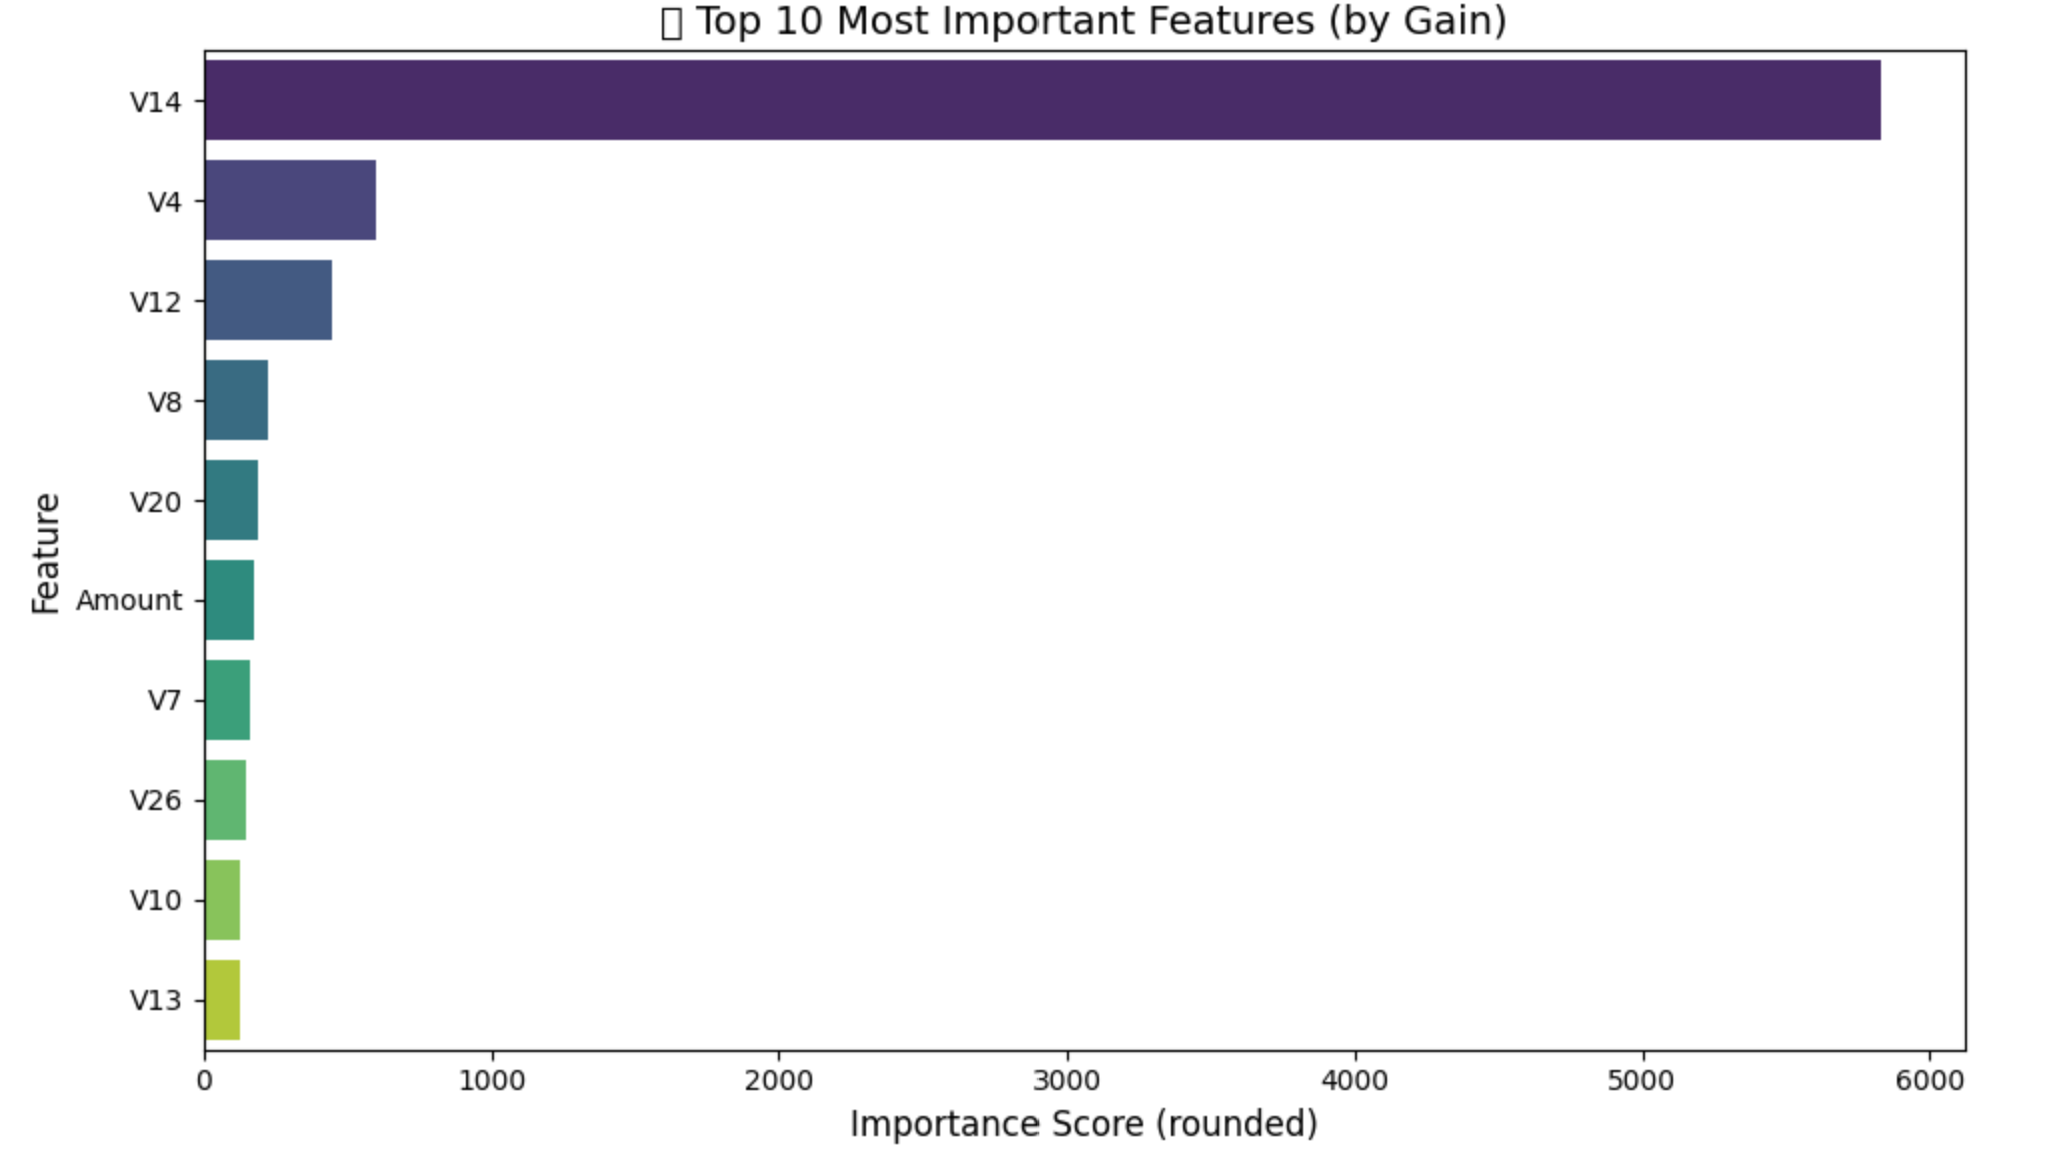 Top 10 Most Important Features (by Gain)
V14
V4
V12
V8
V20
Amount
V7
V26
V10
V13
Feature
0 1000 2000 3000 4000 5000 6000
Importance Score (rounded)